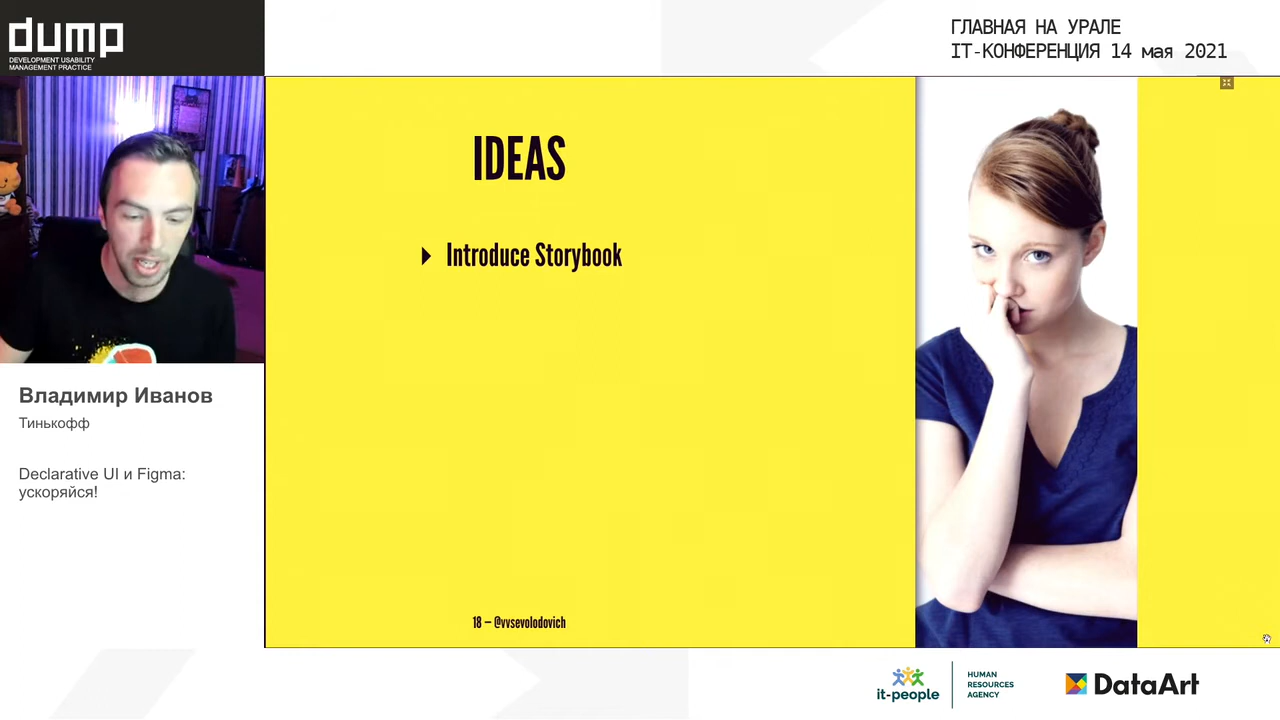 dump
DEVELOPMENT USABILITY
MANAGEMENT PRACTICE
ГЛАВНАЯ НА УРАЛЕ
IT-КОНФЕРЕНЦИЯ 14 мая 2021
IDEAS
Introduce Storybook
18 — @vvsevolodovich
Владимир Иванов
Тинькофф
Declarative UI и Figma:
ускоряйся!
it-people
HUMAN
RESOURCES
AGENCY
DataArt